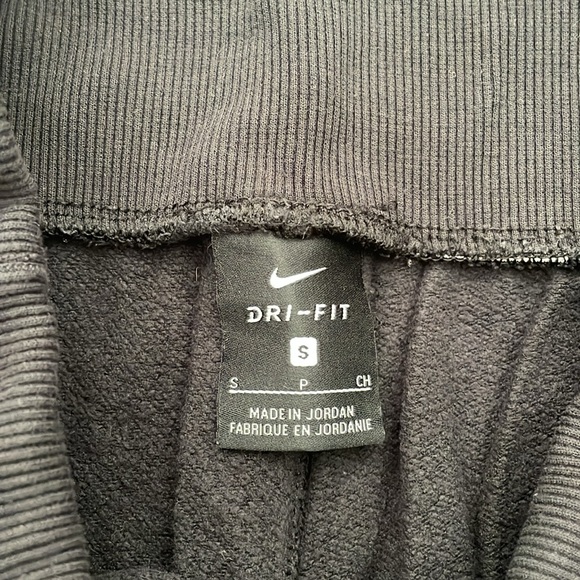 DRI-FIT
S
S P CH
MADE IN JORDAN
FABRIQUE EN JORDANIE